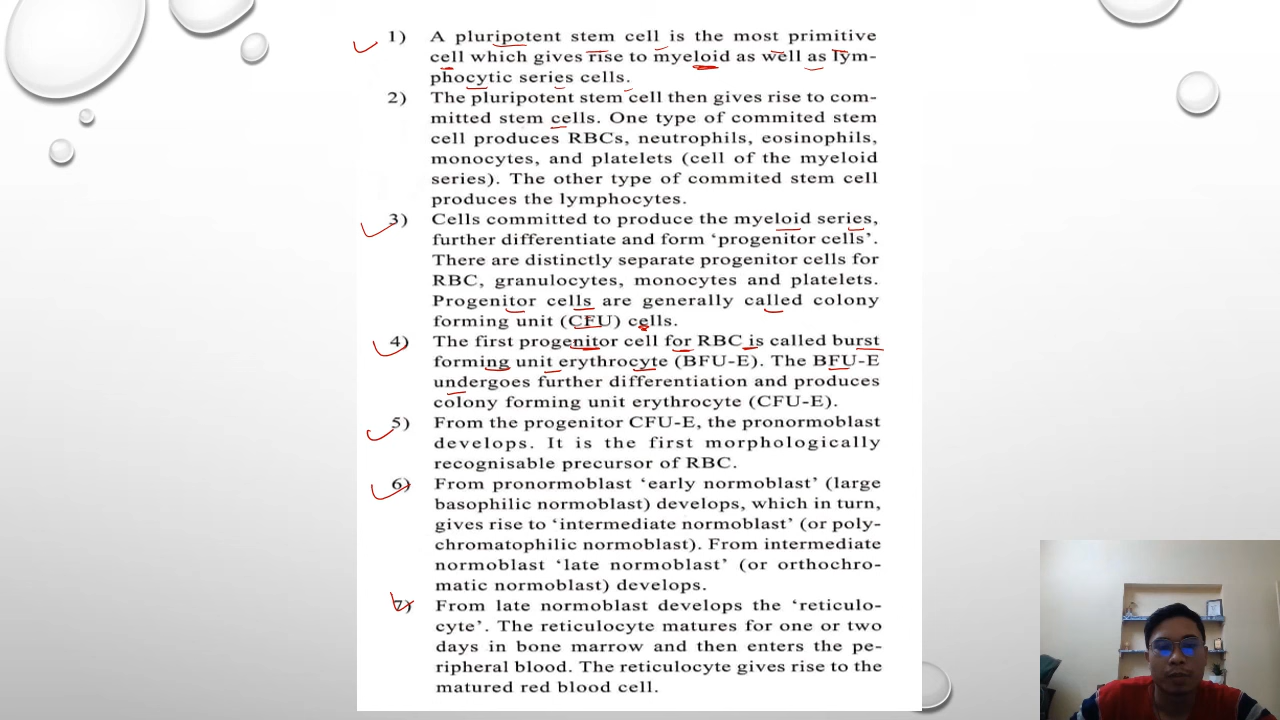 1) A pluripotent stem cell is the most primitive
cell which gives rise to myeloid as well as lym-
phocytic series cells.
2) The pluripotent stem cell then gives rise to com-
mitted stem cells. One type of commited stem
cell produces RBCs, neutrophils, eosinophils,
monocytes, and platelets (cell of the myeloid
series). The other type of commited stem cell
produces the lymphocytes.
3) Cells committed to produce the myeloid series,
further differentiate and form ‘progenitor cells’.
There are distinctly separate progenitor cells for
RBC, granulocytes, monocytes and platelets.
Progenitor cells are generally called colony
forming unit (CFU) cells.
4) The first progenitor cell for RBC is called burst
forming unit erythrocyte (BFU-E). The BFU-E
undergoes further differentiation and produces
colony forming unit erythrocyte (CFU-E).
5) From the progenitor CFU-E, the pronormoblast
develops. It is the first morphologically
recognisable precursor of RBC.
6) From pronormoblast ‘early normoblast’ (large
basophilic normoblast) develops, which in turn,
gives rise to ‘intermediate normoblast’ (or poly-
chromatophilic normoblast). From intermediate
normoblast ‘late normoblast’ (or orthochro-
matic normoblast) develops.
7) From late normoblast develops the ‘reticulo-
cyte’. The reticulocyte matures for one or two
days in bone marrow and then enters the pe-
ripheral blood. The reticulocyte gives rise to the
matured red blood cell.